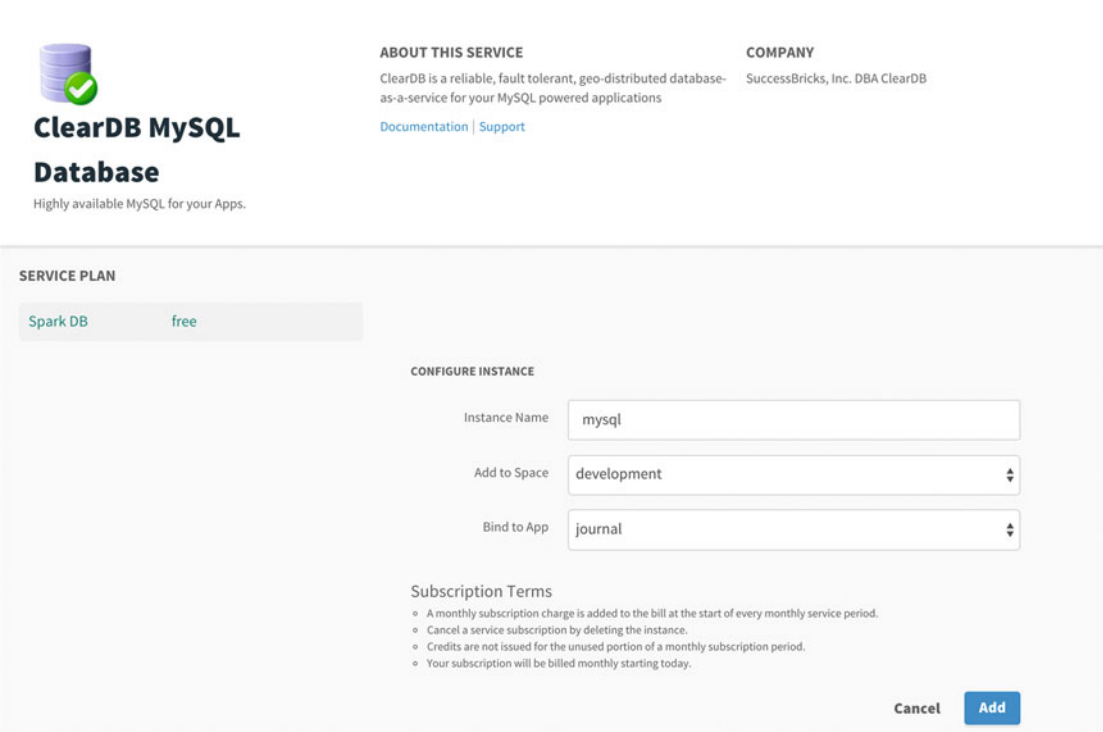 ClearDB MySQL
Database
Highly available MySQL for your Apps.
ABOUT THIS SERVICE
ClearDB is a reliable, fault tolerant, geo-distributed database-
as-a-service for your MySQL powered applications
Documentation | Support
COMPANY
SuccessBricks, Inc. DBA ClearDB
SERVICE PLAN
Spark DB free
CONFIGURE INSTANCE
Instance Name mysql
Add to Space development
Bind to App journal
Subscription Terms
A monthly subscription charge is added to the bill at the start of every monthly service period.
Cancel a service subscription by deleting the instance.
Credits are not issued for the unused portion of a monthly subscription period.
Your subscription will be billed monthly starting today.
Cancel Add